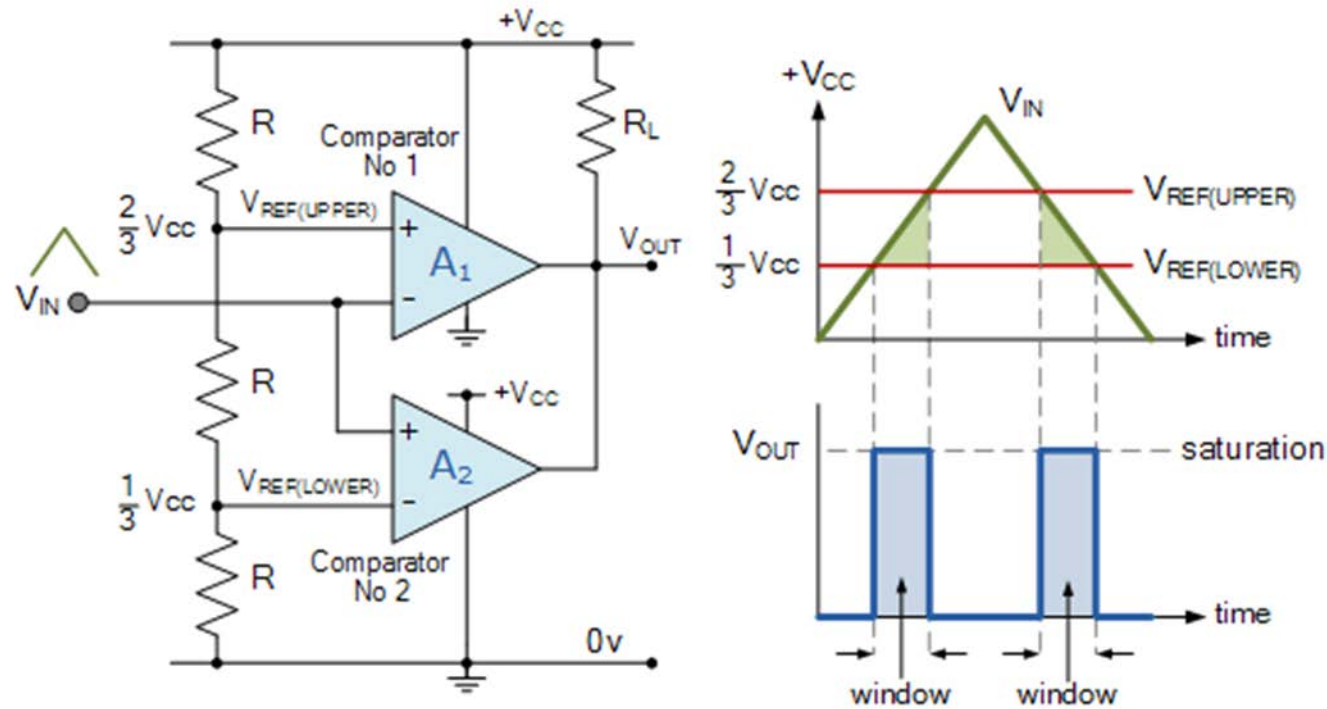 +VCC
R
Comparator
No 1
RL
2/3 VCC
VREF(UPPER)
+
A1
-
VOUT
VIN
R
+VCC
+
A2
-
1/3 VCC
VREF(LOWER)
Comparator
No 2
R
0v
+VCC
VIN
2/3 VCC
VREF(UPPER)
1/3 VCC
VREF(LOWER)
time
VOUT
saturation
time
window
window